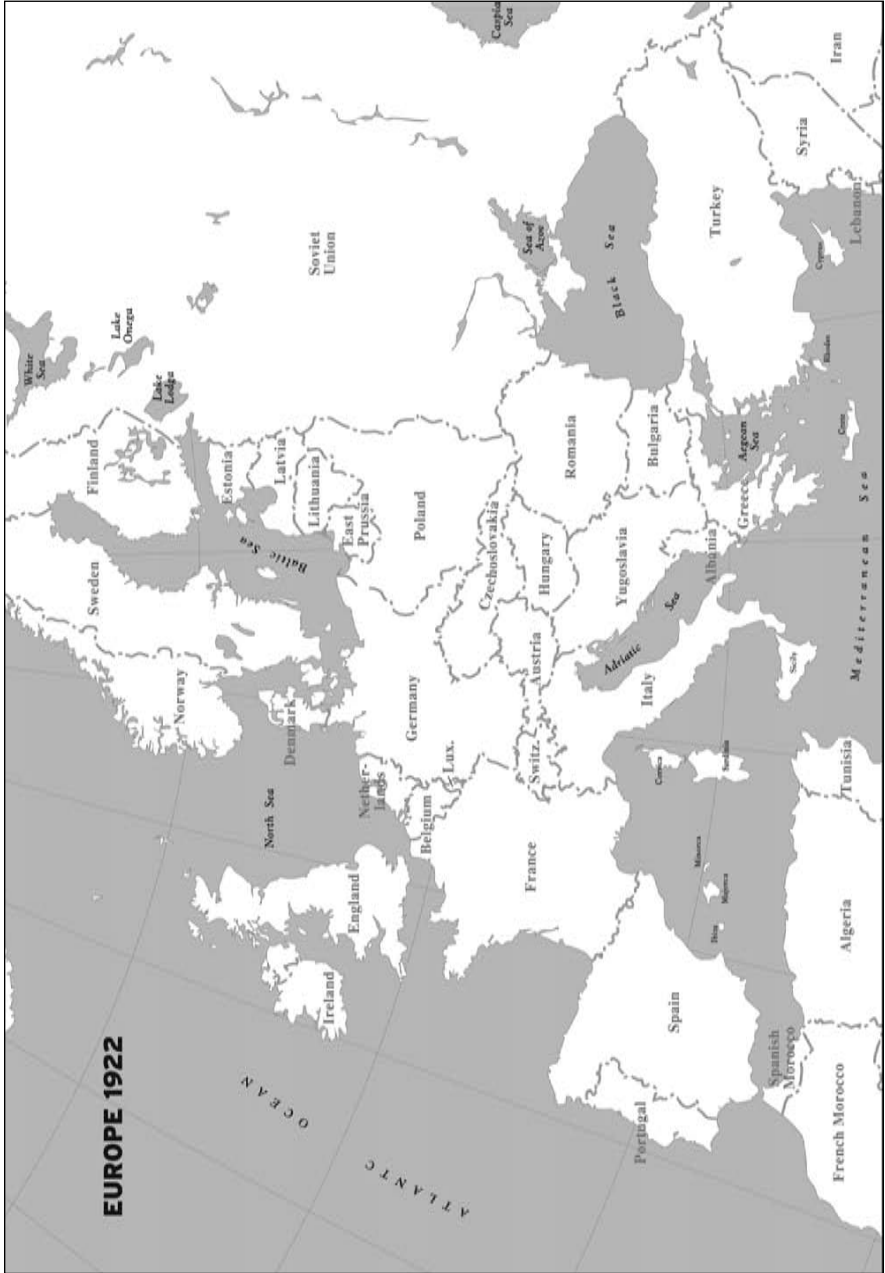 EUROPE 1922
White
Sea
Lake
Onega
Lake
Lodga
Caspian
Sea
Finland
Sweden
Norway
Estonia
Latvia
Lithuania
East
Prussia
Baltic Sea
Denmark
North Sea
Soviet
Union
Ireland
England
Nether-
lands
Belgium
Lux.
Germany
Poland
Czechoslovakia
France
Switz.
Austria
Hungary
Romania
Sea of
Azov
Black Sea
Yugoslavia
Bulgaria
Adriatic Sea
Italy
Albania
Greece
Aegean
Sea
Turkey
Portugal
Spain
Corsica
Sardinia
Minorca
Majorca
Ibiza
Sicily
Crete
Rhodes
Cyprus
Syria
Lebanon
Iran
Mediterranean Sea
Spanish
Morocco
French Morocco
Algeria
Tunisia
ATLANTC
OCEAN